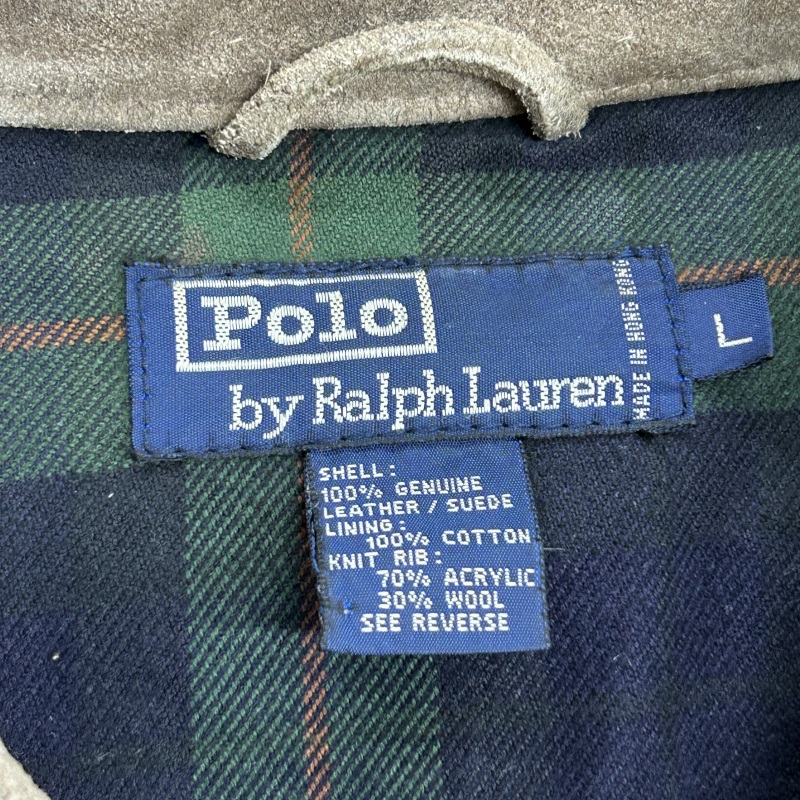 Polo
by Ralph Lauren
MADE IN HONG KONG
L
SHELL:
100% GENUINE
LEATHER / SUEDE
LINING:
100% COTTON
KNIT RIB:
70% ACRYLIC
30% WOOL
SEE REVERSE